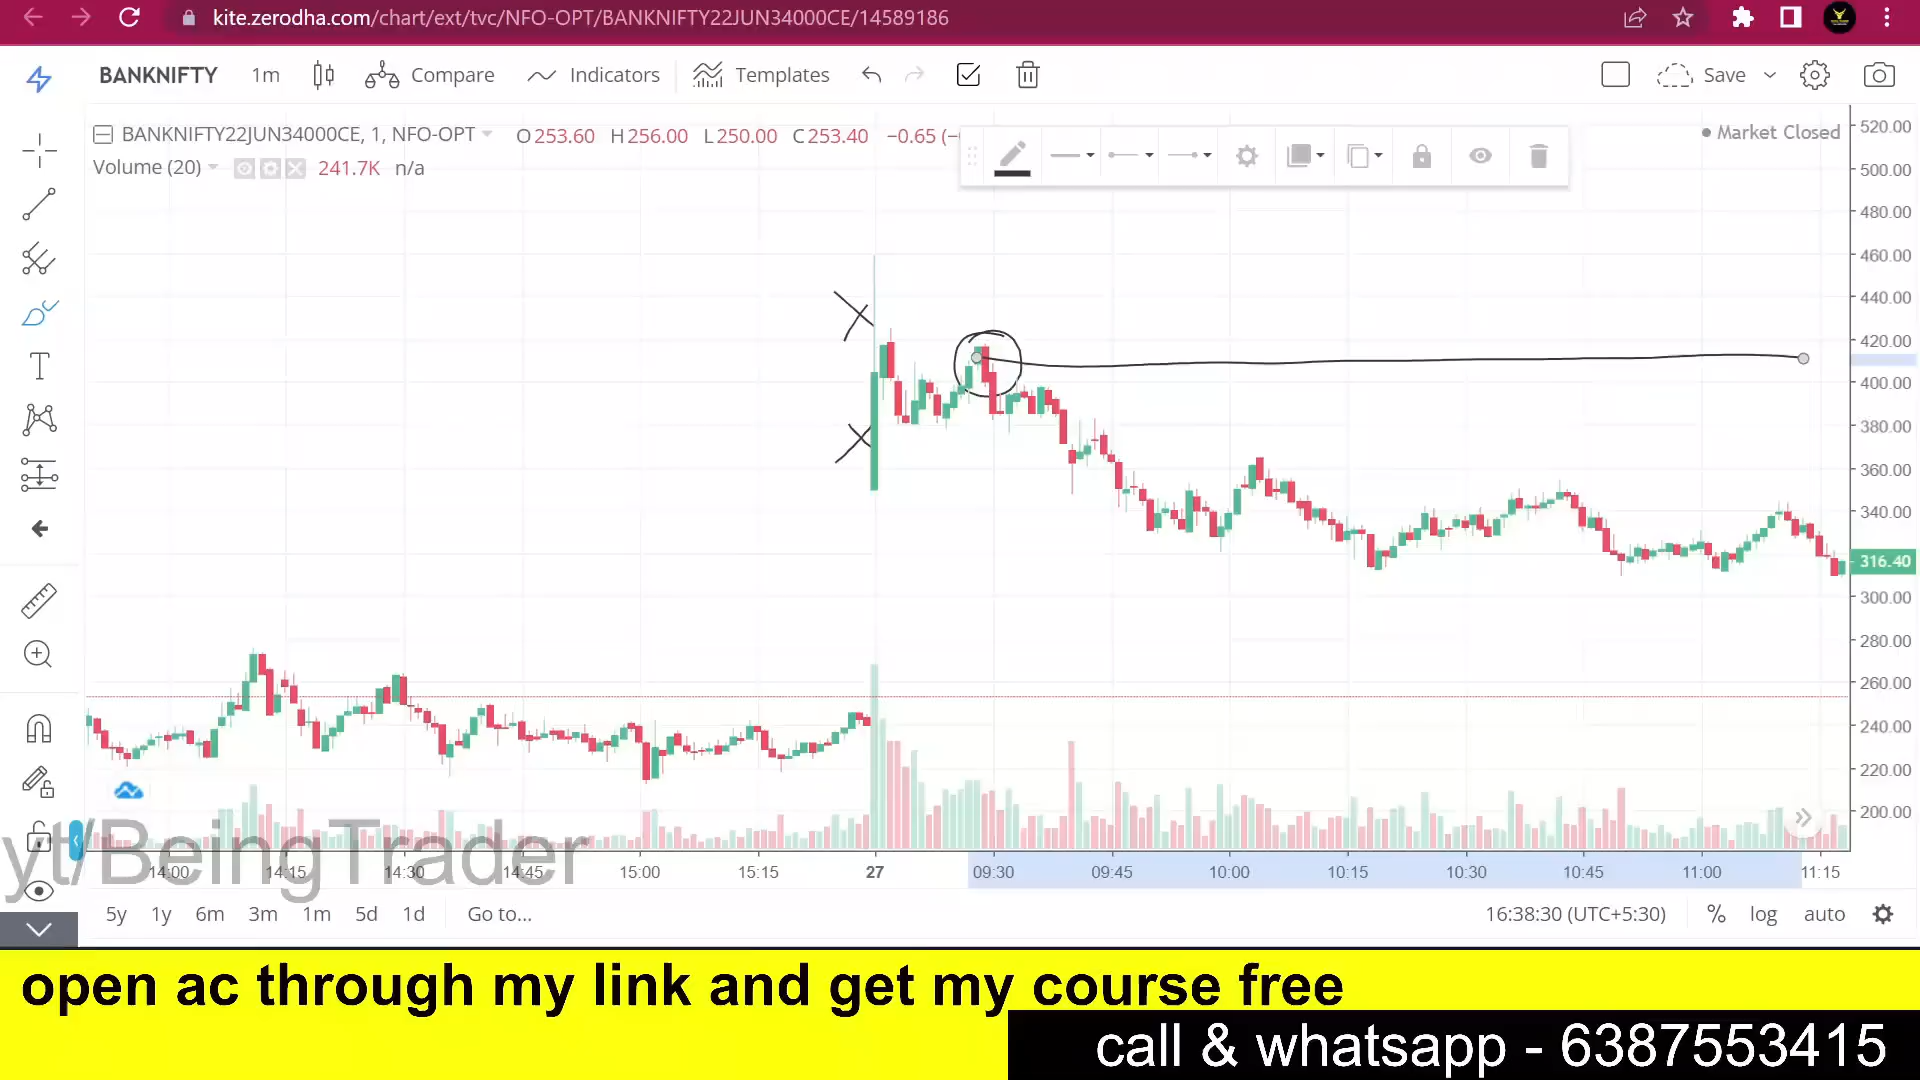 kite.zerodha.com/chart/ext/tvc/NFO-OPT/BANKNIFTY22JUN34000CE/14589186
BANKNIFTY 1m Compare Indicators Templates Save
BANKNIFTY22JUN34000CE, 1, NFO-OPT O253.60 H256.00 L250.00 C253.40 −0.65
Market Closed
Volume (20) 241.7K n/a
520.00
500.00
480.00
460.00
440.00
420.00
400.00
380.00
360.00
340.00
316.40
300.00
280.00
260.00
240.00
220.00
200.00
yt/BeingTrader
14:00 14:15 14:30 14:45 15:00 15:15 27 09:30 09:45 10:00 10:15 10:30 10:45 11:00 11:15
5y 1y 6m 3m 1m 5d 1d Go to... 16:38:30 (UTC+5:30) % log auto
open ac through my link and get my course free
call & whatsapp - 6387553415